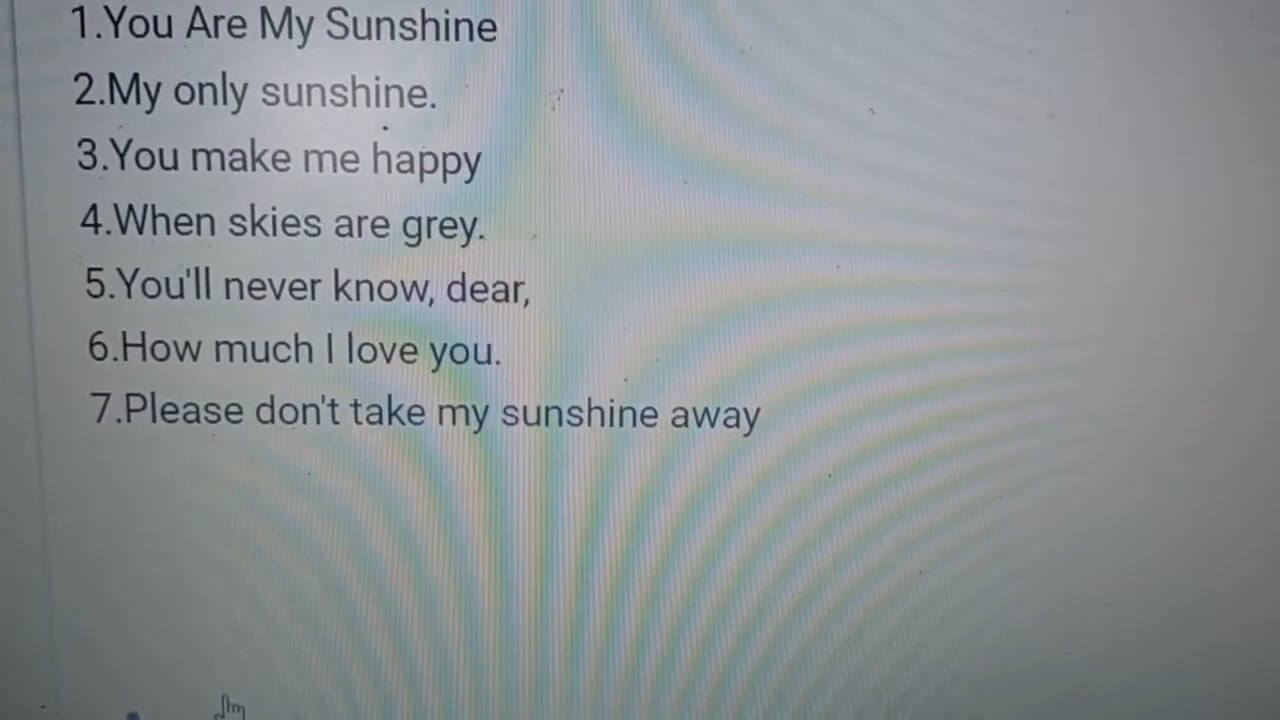 1.You Are My Sunshine
2.My only sunshine.
3.You make me happy
4.When skies are grey.
5.You'll never know, dear,
6.How much I love you.
7.Please don't take my sunshine away